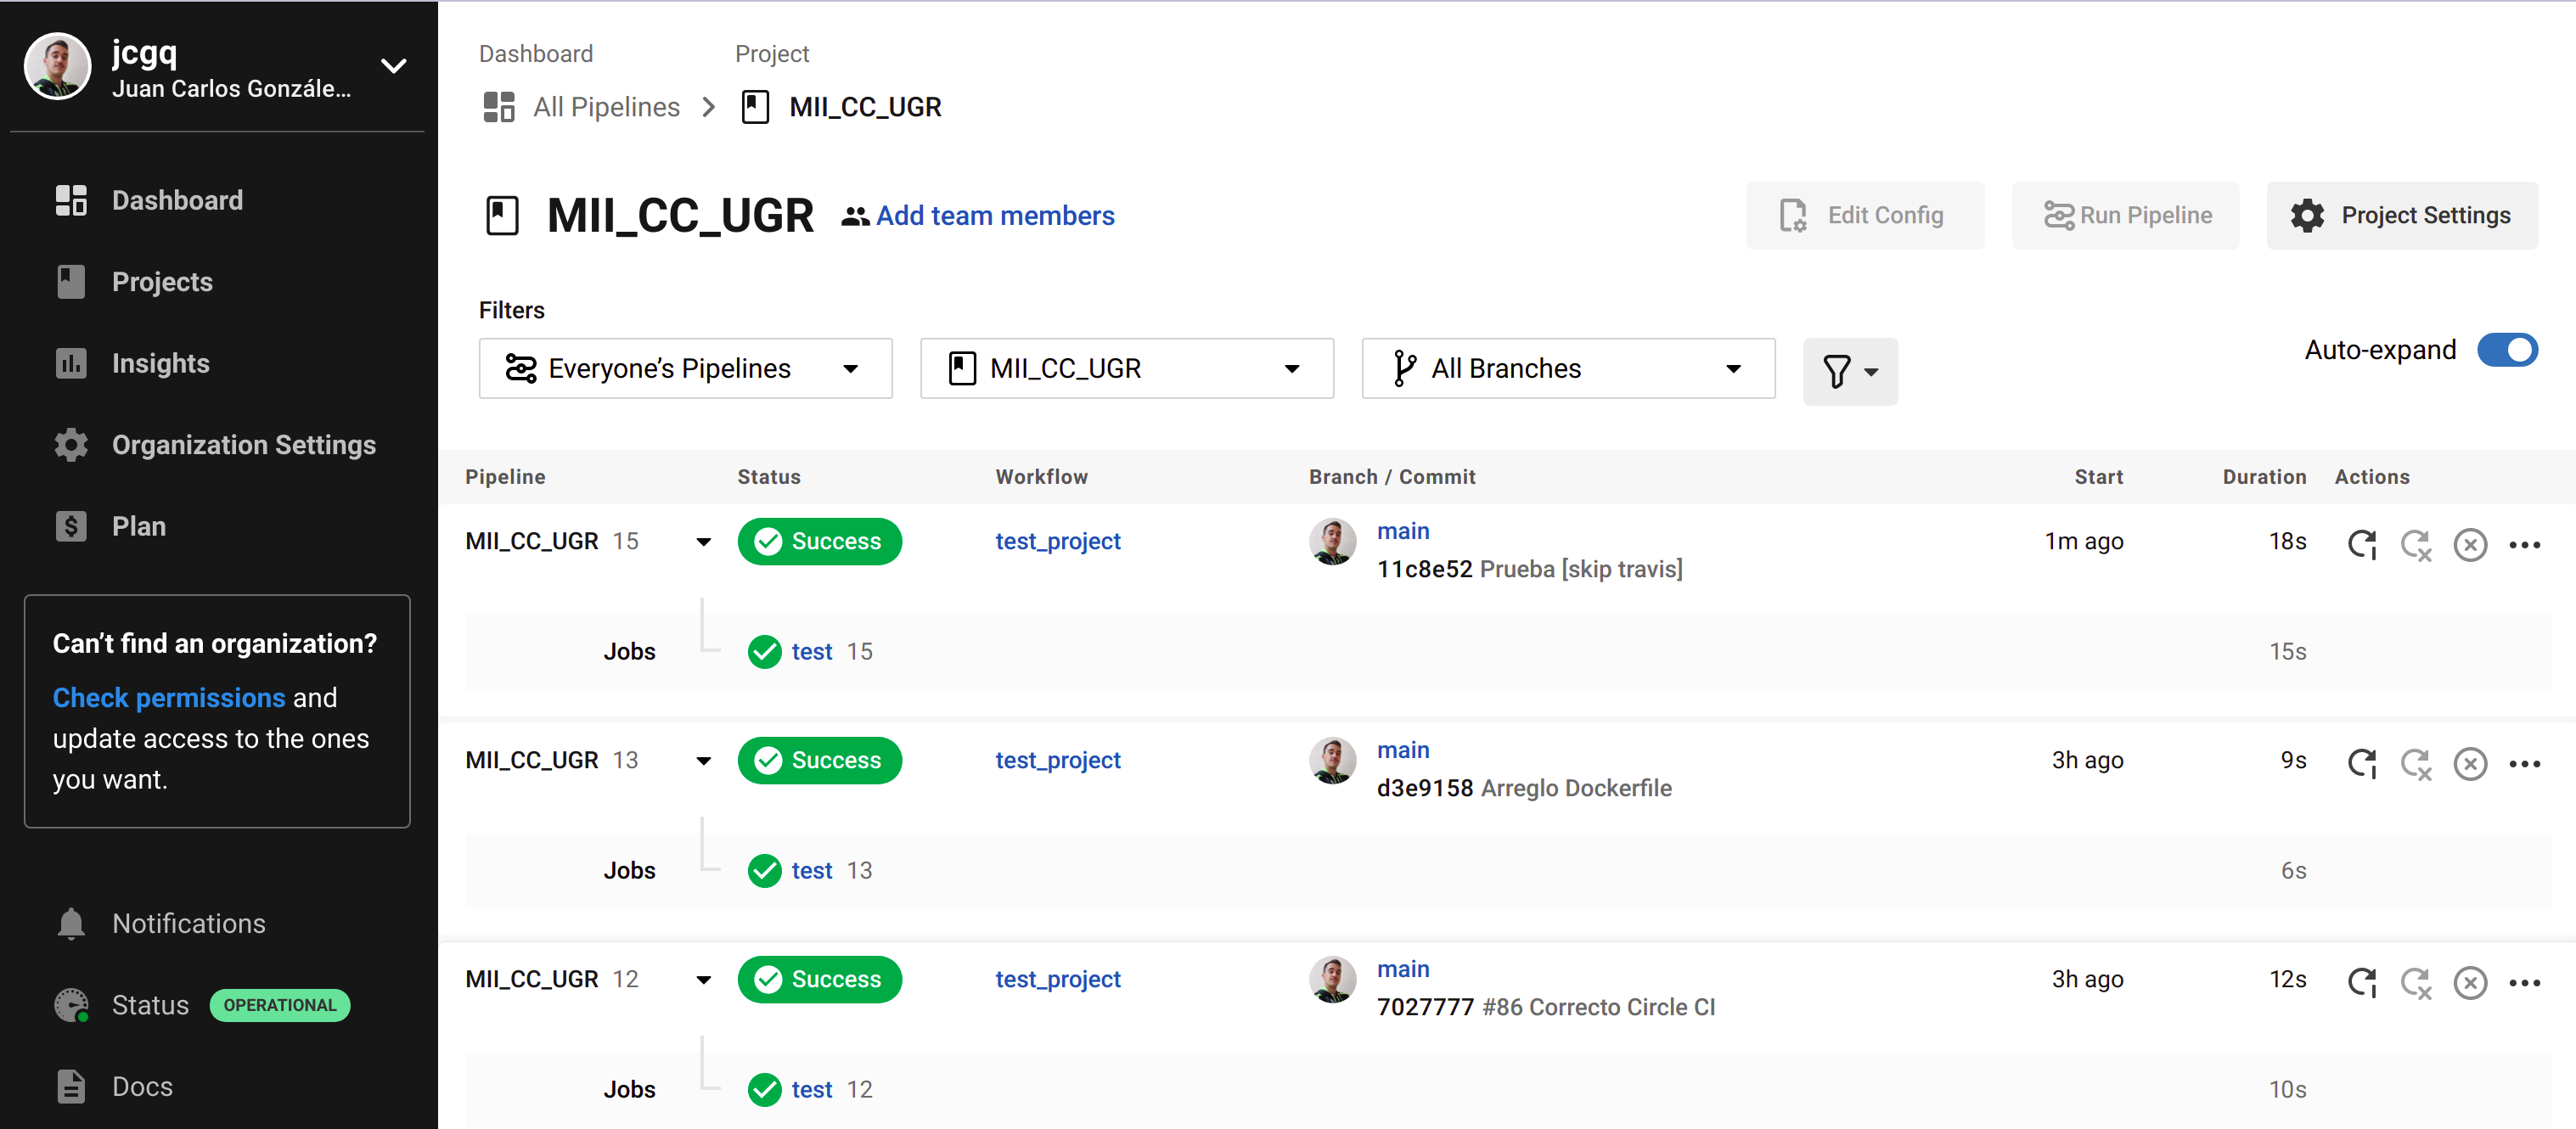 jcgq
Juan Carlos Gonzále...
Dashboard
Projects
Insights
Organization Settings
Plan
Can’t find an organization?
Check permissions and
update access to the ones
you want.
Notifications
Status OPERATIONAL
Docs
Dashboard Project
All Pipelines MII_CC_UGR
MII_CC_UGR Add team members Edit Config Run Pipeline Project Settings
Filters
Everyone’s Pipelines MII_CC_UGR All Branches Auto-expand
Pipeline Status Workflow Branch / Commit Start Duration Actions
MII_CC_UGR 15 Success test_project main 1m ago 18s
11c8e52 Prueba [skip travis]
Jobs test 15 15s
MII_CC_UGR 13 Success test_project main 3h ago 9s
d3e9158 Arreglo Dockerfile
Jobs test 13 6s
MII_CC_UGR 12 Success test_project main 3h ago 12s
7027777 #86 Correcto Circle CI
Jobs test 12 10s